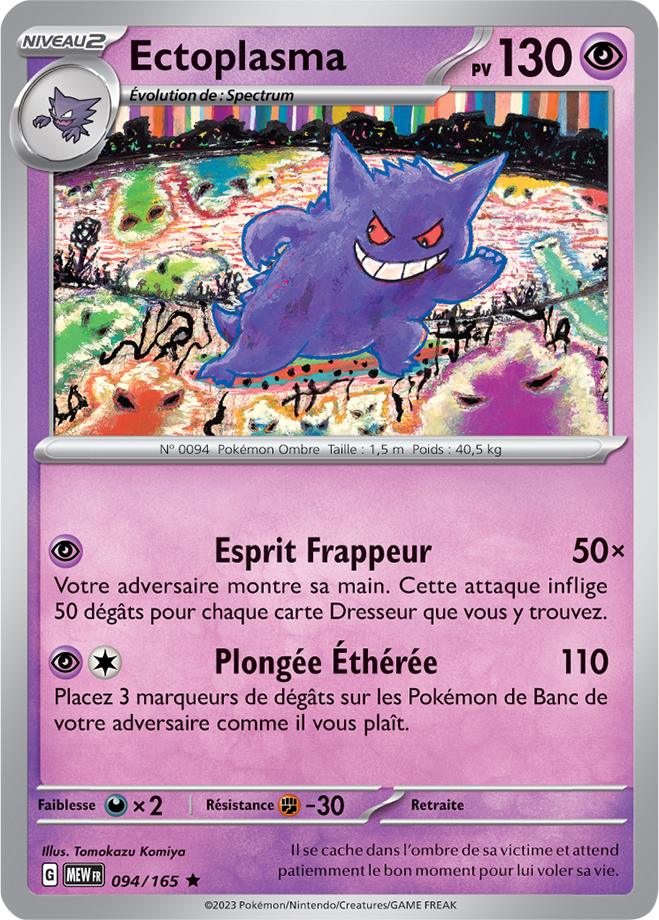 NIVEAU2
Ectoplasma
PV 130
Évolution de : Spectrum
Nº 0094 Pokémon Ombre Taille : 1,5 m Poids : 40,5 kg
Esprit Frappeur 50×
Votre adversaire montre sa main. Cette attaque inflige
50 dégâts pour chaque carte Dresseur que vous y trouvez.
Plongée Éthérée 110
Placez 3 marqueurs de dégâts sur les Pokémon de Banc de
votre adversaire comme il vous plaît.
Faiblesse ×2 Résistance -30 Retraite
Illus. Tomokazu Komiya
Il se cache dans l'ombre de sa victime et attend
patiemment le bon moment pour lui voler sa vie.
G MEW FR 094/165 ★
©2023 Pokémon/Nintendo/Creatures/GAME FREAK